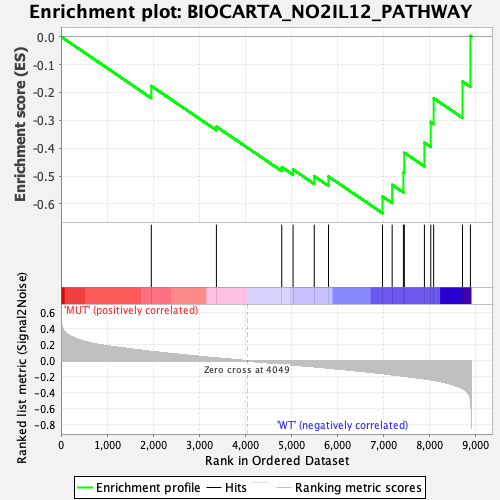 Enrichment plot: BIOCARTA_NO2IL12_PATHWAY
Enrichment score (ES)
0.0
-0.1
-0.2
-0.3
-0.4
-0.5
-0.6
'MUT' (positively correlated)
Ranked list metric (Signal2Noise)
0.6
0.4
0.2
0.0
-0.2
-0.4
-0.6
-0.8
Zero cross at 4049
'WT' (negatively correlated)
0 1,000 2,000 3,000 4,000 5,000 6,000 7,000 8,000 9,000
Rank in Ordered Dataset
Enrichment profile Hits Ranking metric scores